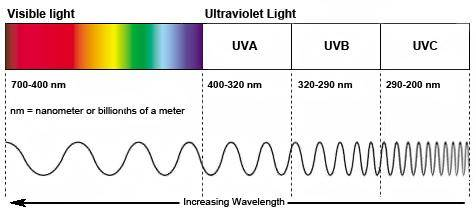 Visible light
Ultraviolet Light
UVA
UVB
UVC
700-400 nm
400-320 nm
320-290 nm
290-200 nm
nm = nanometer or billionths of a meter
Increasing Wavelength